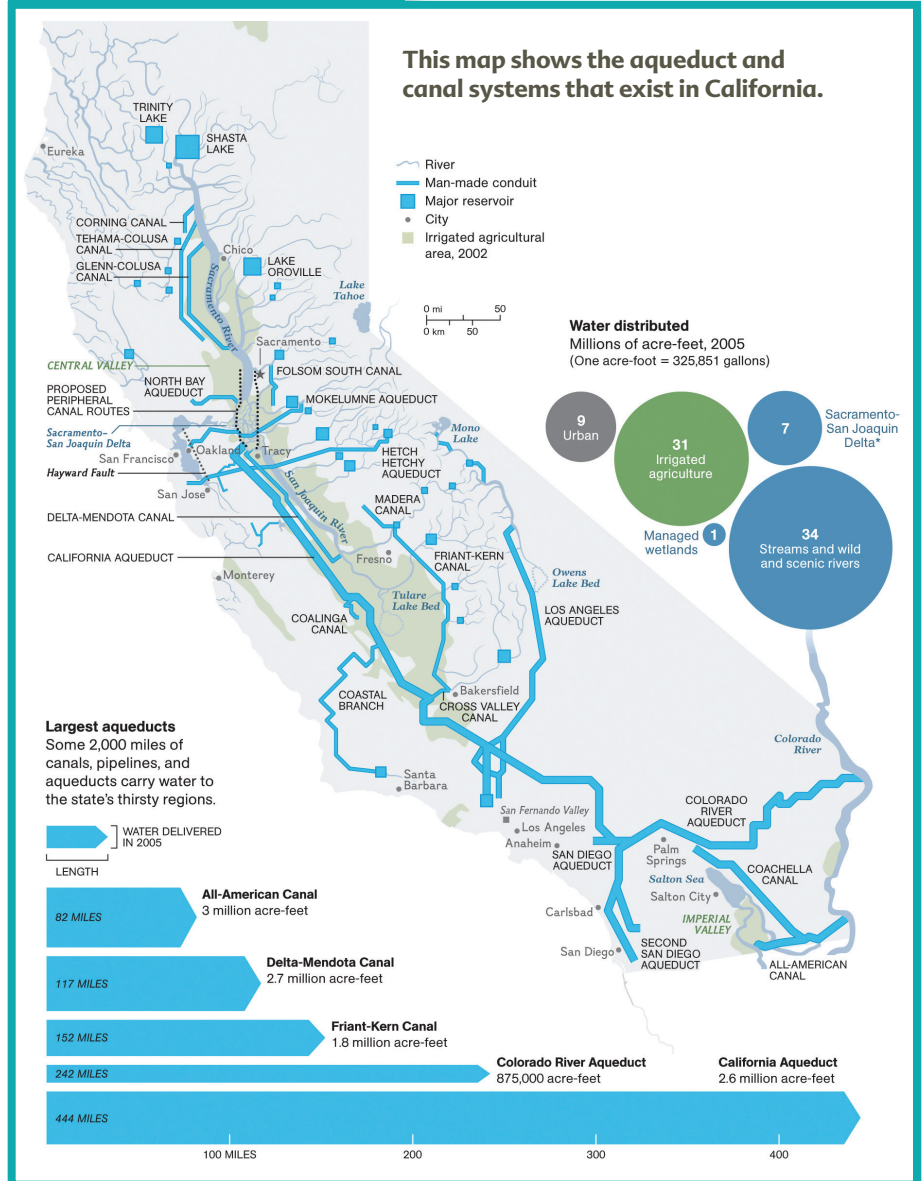 This map shows the aqueduct and
canal systems that exist in California.
TRINITY
LAKE
SHASTA
LAKE
Eureka
River
Man-made conduit
Major reservoir
City
Irrigated agricultural
area, 2002
0 mi 50
0 km 50
CORNING CANAL
TEHAMA-COLUSA
CANAL
GLENN-COLUSA
CANAL
Chico
LAKE
OROVILLE
Lake
Tahoe
Sacramento River
Sacramento
CENTRAL VALLEY
NORTH BAY
AQUEDUCT
FOLSOM SOUTH CANAL
PROPOSED
PERIPHERAL
CANAL ROUTES
MOKELUMNE AQUEDUCT
Sacramento-
San Joaquin Delta
Mono
Lake
San Francisco
Oakland
Tracy
HETCH
HETCHY
AQUEDUCT
Hayward Fault
San Jose
San Joaquin River
MADERA
CANAL
DELTA-MENDOTA CANAL
CALIFORNIA AQUEDUCT
Fresno
FRIANT-KERN
CANAL
Monterey
Owens
Lake Bed
Tulare
Lake Bed
LOS ANGELES
AQUEDUCT
COALINGA
CANAL
COASTAL
BRANCH
Bakersfield
CROSS VALLEY
CANAL
Santa
Barbara
San Fernando Valley
Los Angeles
Anaheim
SAN DIEGO
AQUEDUCT
Palm
Springs
COLORADO
RIVER
AQUEDUCT
Colorado
River
COACHELLA
CANAL
Salton Sea
Salton City
IMPERIAL
VALLEY
Carlsbad
San Diego
SECOND
SAN DIEGO
AQUEDUCT
ALL-AMERICAN
CANAL
Water distributed
Millions of acre-feet, 2005
(One acre-foot = 325,851 gallons)
9
Urban
31
Irrigated
agriculture
7
Sacramento-
San Joaquin
Delta*
Managed
wetlands
1
34
Streams and wild
and scenic rivers
Largest aqueducts
Some 2,000 miles of
canals, pipelines, and
aqueducts carry water to
the state's thirsty regions.
WATER DELIVERED
IN 2005
LENGTH
82 MILES
All-American Canal
3 million acre-feet
117 MILES
Delta-Mendota Canal
2.7 million acre-feet
152 MILES
Friant-Kern Canal
1.8 million acre-feet
242 MILES
Colorado River Aqueduct
875,000 acre-feet
444 MILES
California Aqueduct
2.6 million acre-feet
100 MILES 200 300 400